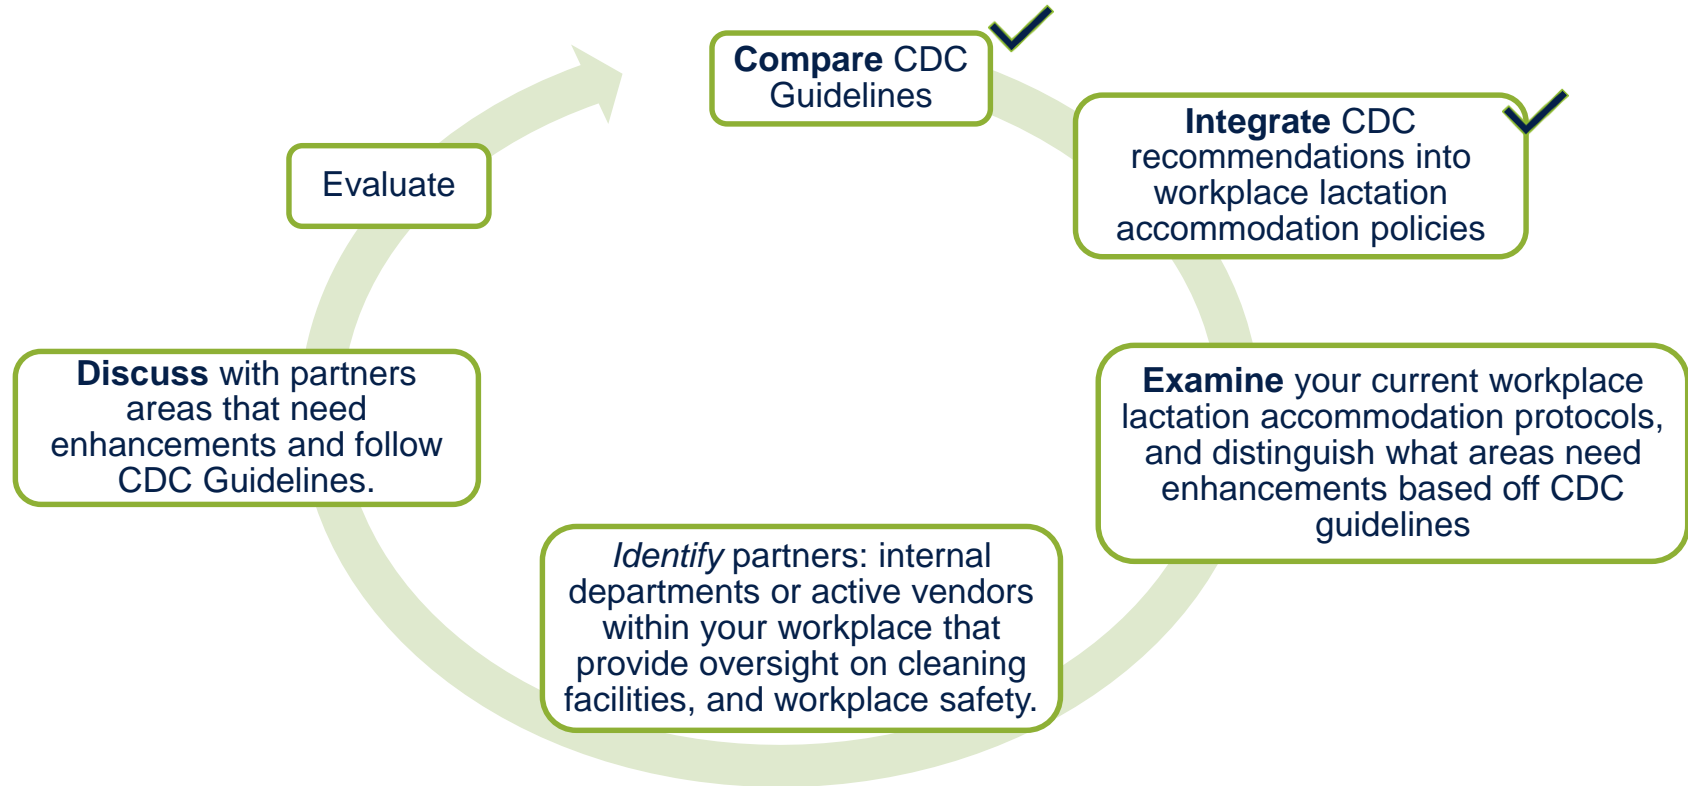 Compare CDC
Guidelines
Integrate CDC
recommendations into
workplace lactation
accommodation policies
Examine your current workplace
lactation accommodation protocols,
and distinguish what areas need
enhancements based off CDC
guidelines
Identify partners: internal
departments or active vendors
within your workplace that
provide oversight on cleaning
facilities, and workplace safety.
Discuss with partners
areas that need
enhancements and follow
CDC Guidelines.
Evaluate